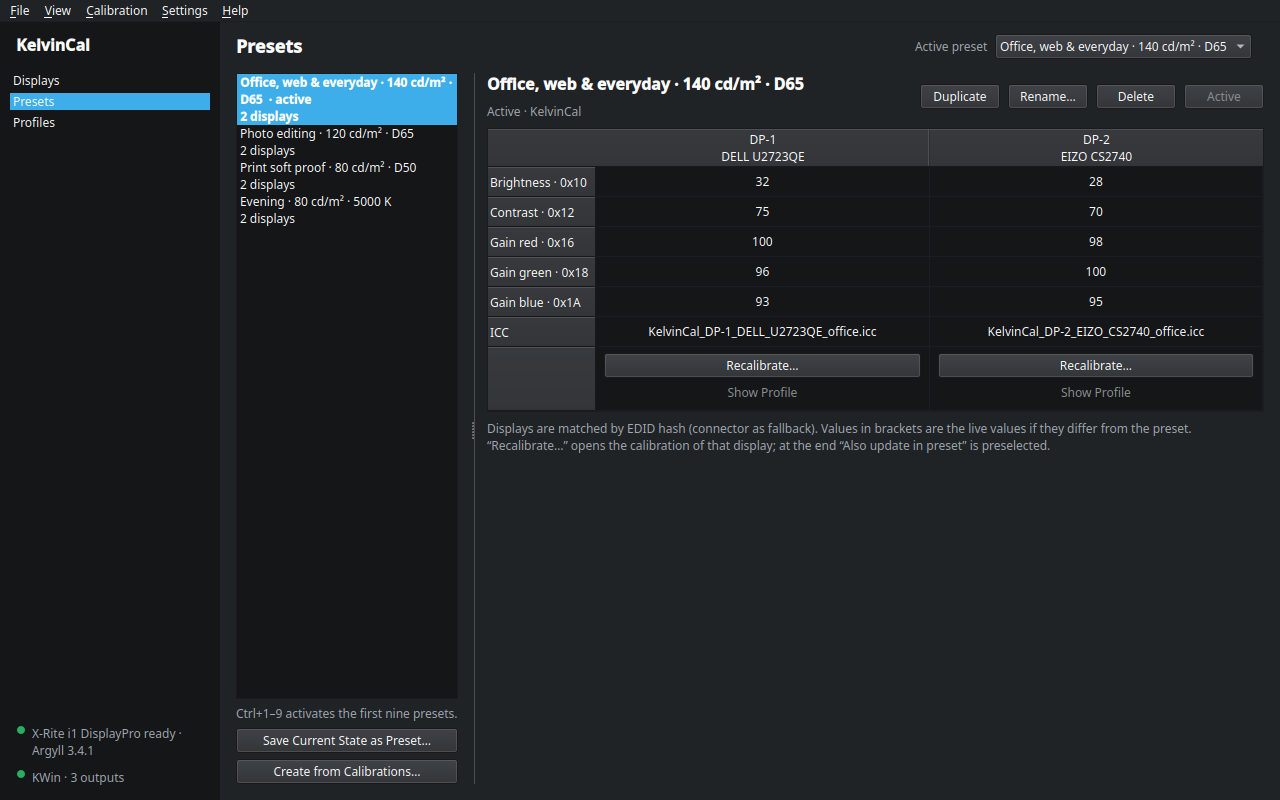 File View Calibration Settings Help
KelvinCal
Displays
Presets
Profiles
X-Rite i1 DisplayPro ready ·
Argyll 3.4.1
KWin · 3 outputs
Presets
Active preset Office, web & everyday · 140 cd/m² · D65
Office, web & everyday · 140 cd/m² ·
D65 · active
2 displays
Photo editing · 120 cd/m² · D65
2 displays
Print soft proof · 80 cd/m² · D50
2 displays
Evening · 80 cd/m² · 5000 K
2 displays
Ctrl+1–9 activates the first nine presets.
Save Current State as Preset...
Create from Calibrations...
Office, web & everyday · 140 cd/m² · D65
Active · KelvinCal
Duplicate Rename... Delete Active
DP-1 DP-2
DELL U2723QE EIZO CS2740
Brightness · 0x10 32 28
Contrast · 0x12 75 70
Gain red · 0x16 100 98
Gain green · 0x18 96 100
Gain blue · 0x1A 93 95
ICC KelvinCal_DP-1_DELL_U2723QE_office.icc KelvinCal_DP-2_EIZO_CS2740_office.icc
Recalibrate... Recalibrate...
Show Profile Show Profile
Displays are matched by EDID hash (connector as fallback). Values in brackets are the live values if they differ from the preset.
“Recalibrate...” opens the calibration of that display; at the end “Also update in preset” is preselected.